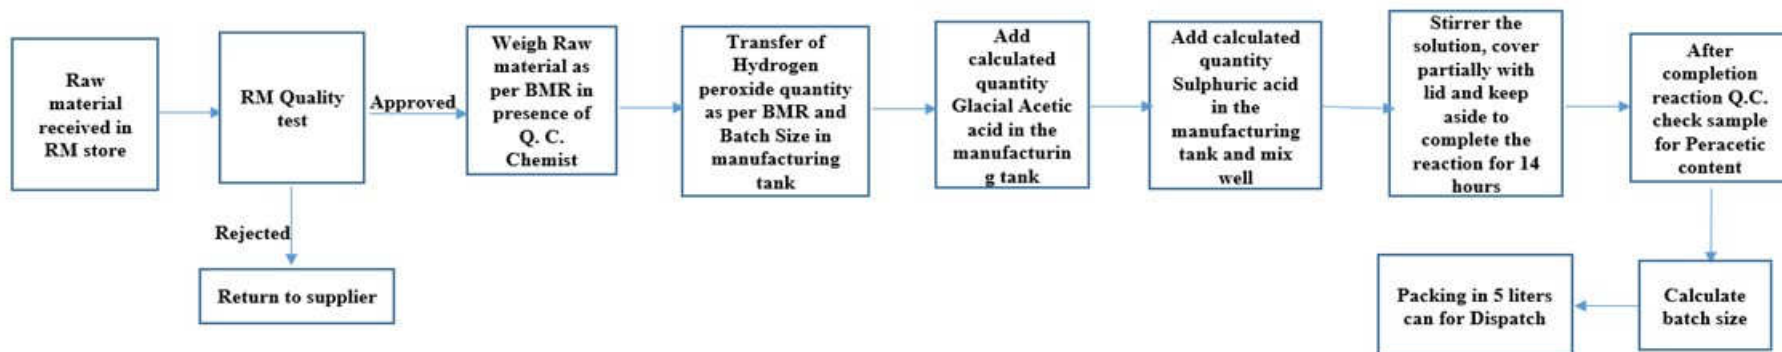 Raw
material
received in
RM store
RM Quality
test
Approved
Rejected
Return to supplier
Weigh Raw
material as
per BMR in
presence of
Q. C.
Chemist
Transfer of
Hydrogen
peroxide quantity
as per BMR and
Batch Size in
manufacturing
tank
Add
calculated
quantity
Glacial Acetic
acid in the
manufacturin
g tank
Add calculated
quantity
Sulphuric acid
in the
manufacturing
tank and mix
well
Stirrer the
solution, cover
partially with
lid and keep
aside to
complete the
reaction for 14
hours
After
completion
reaction Q.C.
check sample
for Peracetic
content
Calculate
batch size
Packing in 5 liters
can for Dispatch